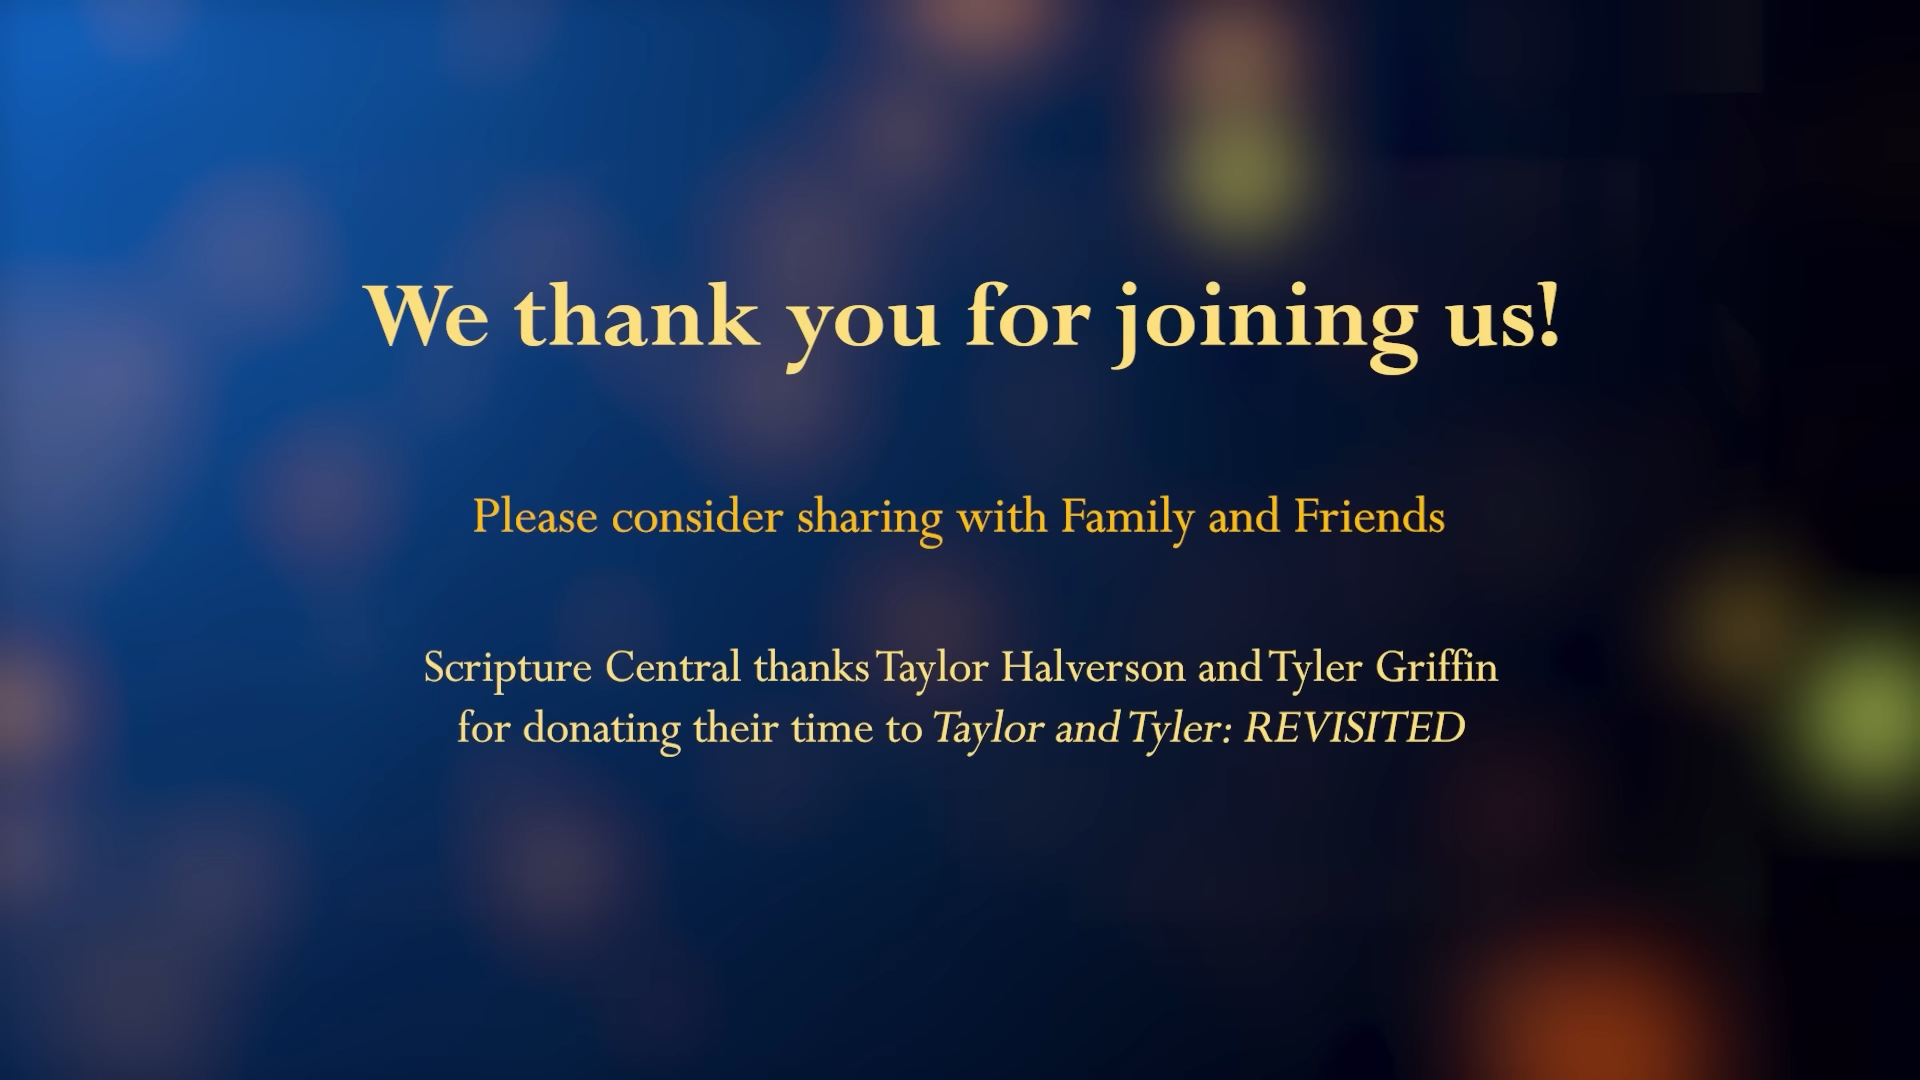 We thank you for joining us!
Please consider sharing with Family and Friends
Scripture Central thanks Taylor Halverson and Tyler Griffin
for donating their time to Taylor and Tyler: REVISITED